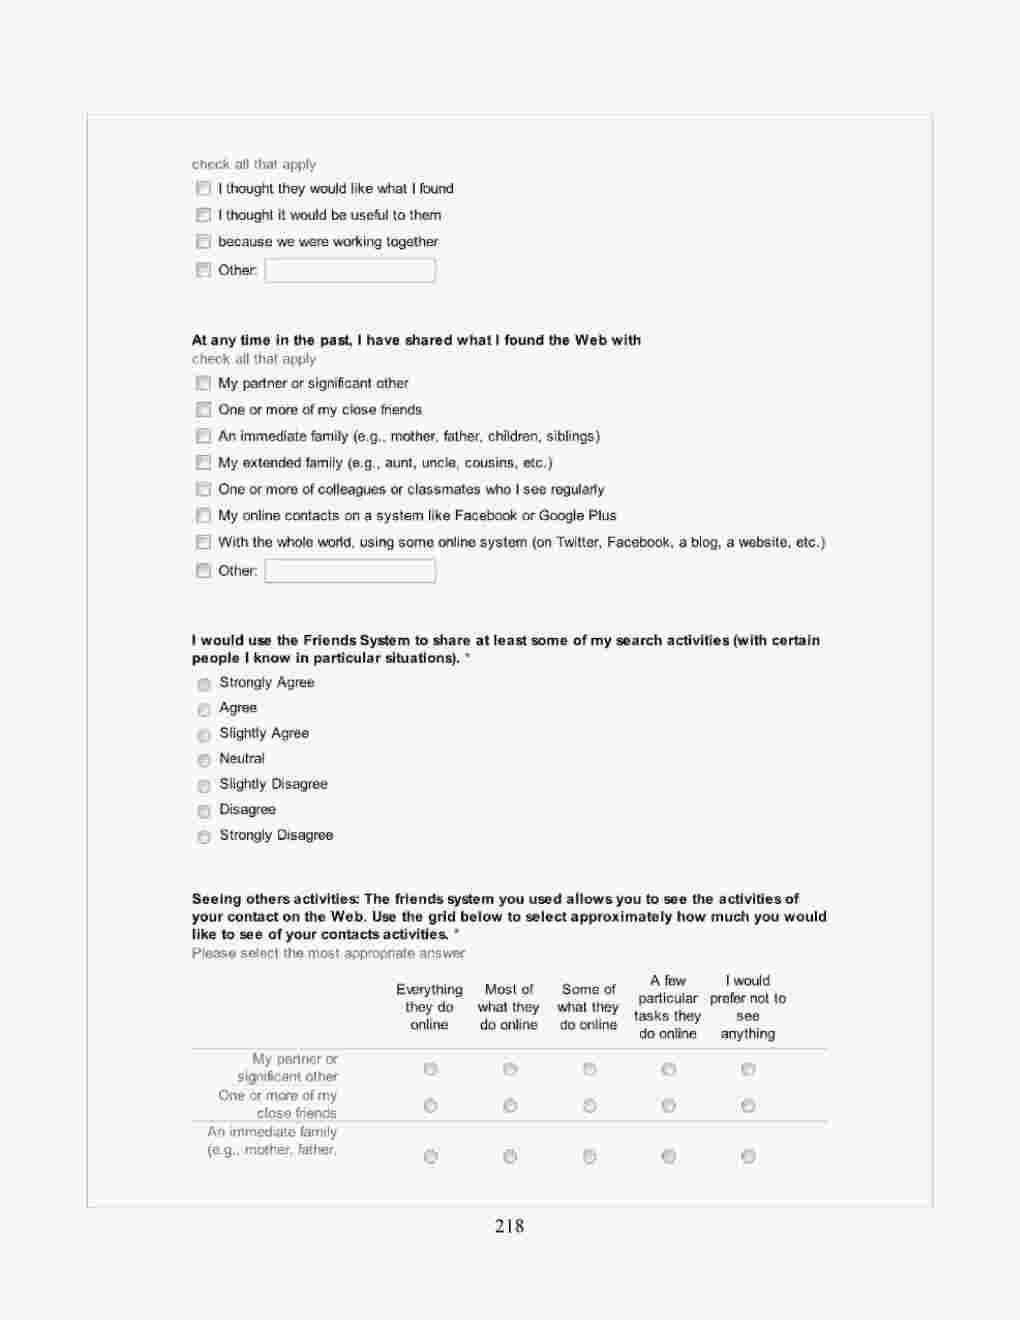 check all that apply
I thought they would like what I found
I thought it would be useful to them
because we were working together
Other:
At any time in the past, I have shared what I found the Web with
check all that apply
My partner or significant other
One or more of my close friends
An immediate family (e.g., mother, father, children, siblings)
My extended family (e.g., aunt, uncle, cousins, etc.)
One or more of colleagues or classmates who I see regularly
My online contacts on a system like Facebook or Google Plus
With the whole world, using some online system (on Twitter, Facebook, a blog, a website, etc.)
Other:
I would use the Friends System to share at least some of my search activities (with certain
people I know in particular situations). *
Strongly Agree
Agree
Slightly Agree
Neutral
Slightly Disagree
Disagree
Strongly Disagree
Seeing others activities: The friends system you used allows you to see the activities of
your contact on the Web. Use the grid below to select approximately how much you would
like to see of your contacts activities. *
Please select the most appropriate answer
Everything
they do
online
Most of
what they
do online
Some of
what they
do online
A few
particular
tasks they
do online
I would
prefer not to
see
anything
My partner or
significant other
One or more of my
close friends
An immediate family
(e.g., mother, father,
218